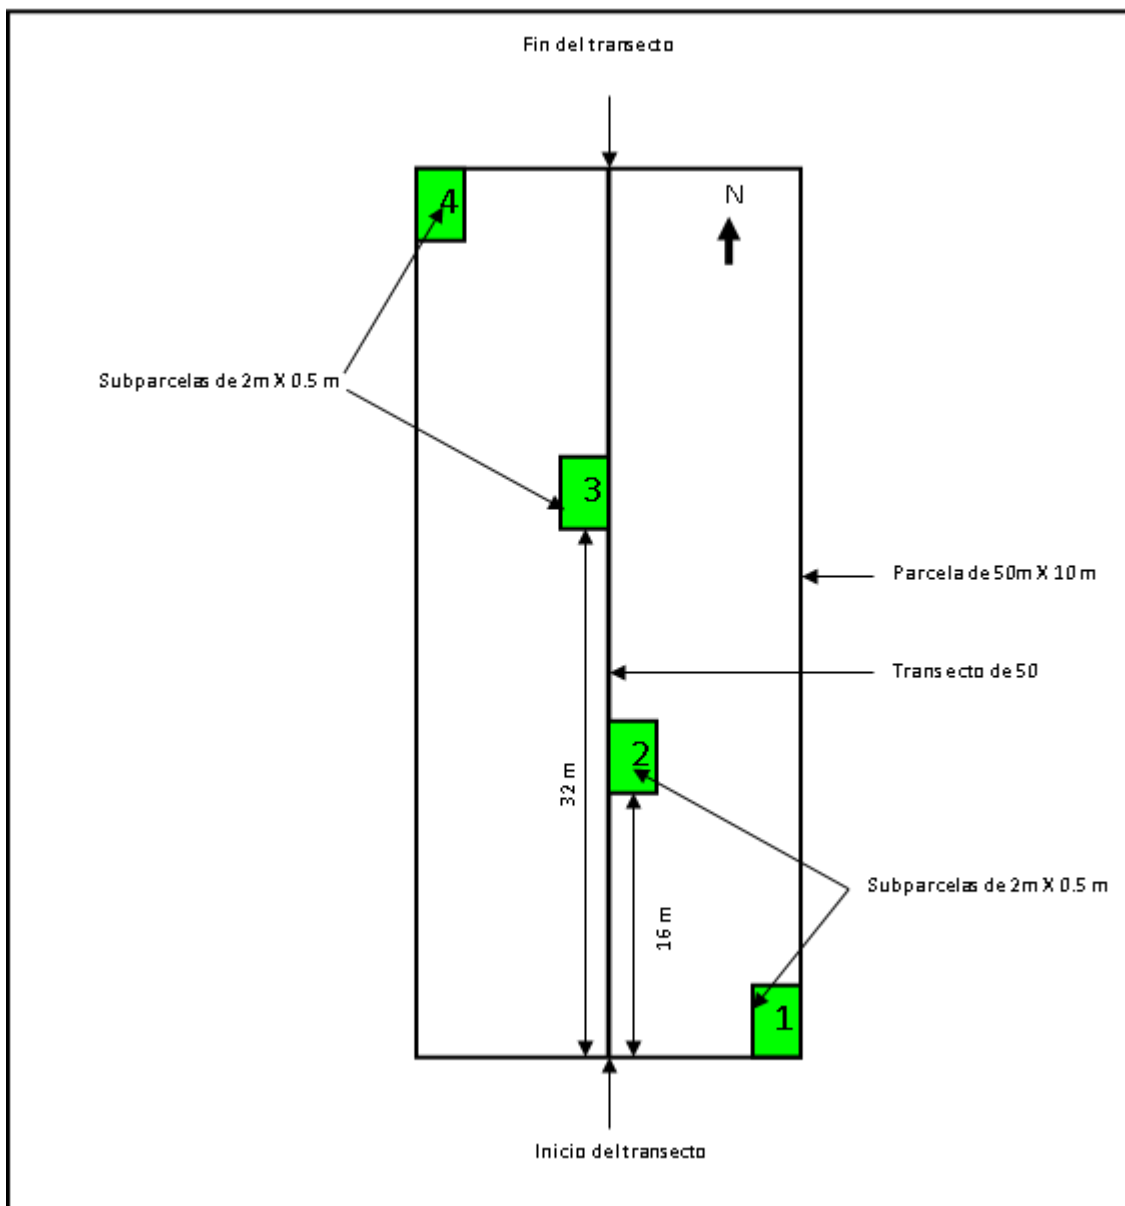 Fin del transecto
4
N
Subparcelas de 2m X 0.5 m
3
Parcela de 50m X 10 m
Transecto de 50
2
32 m
Subparcelas de 2m X 0.5 m
16 m
1
Inicio del transecto